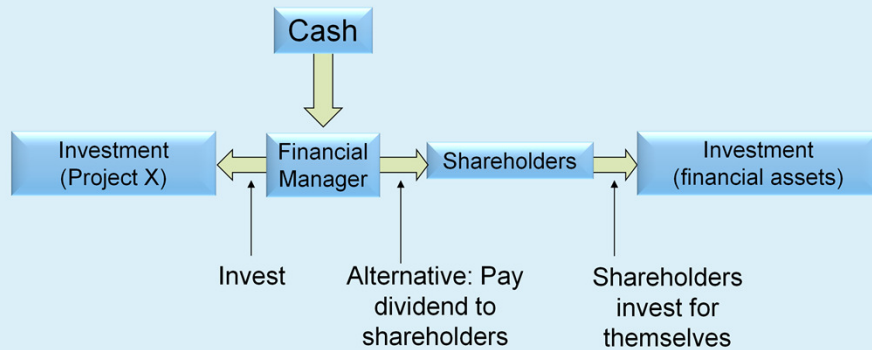 Cash
Investment
(Project X)
Financial
Manager
Shareholders
Investment
(financial assets)
Invest
Alternative: Pay
dividend to
shareholders
Shareholders
invest for
themselves